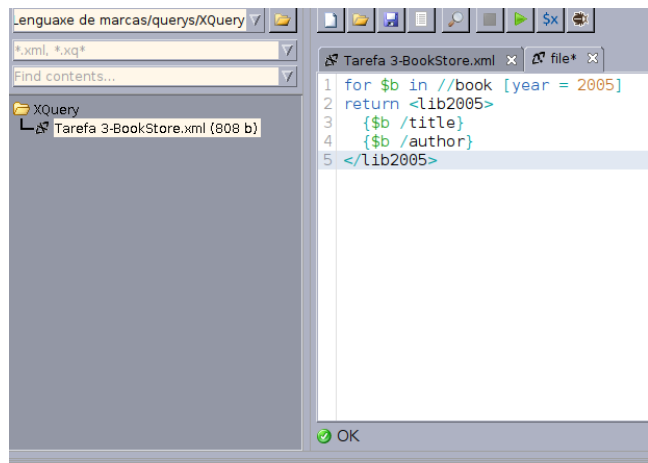 Lenguaxe de marcas/querys/XQuery
*.xml, *.xq*
Find contents...
XQuery
Tarefa 3-BookStore.xml (808 b)
$x
Tarefa 3-BookStore.xml
file*
1 for $b in //book [year = 2005]
2 return <lib2005>
3 {$b /title}
4 {$b /author}
5 </lib2005>
OK